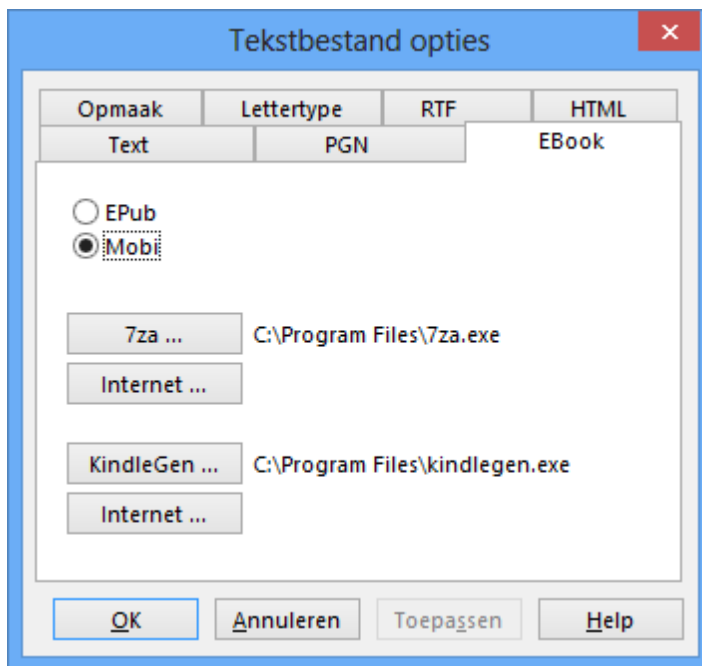 Tekstbestand opties
Opmaak Lettertype RTF HTML
Text PGN EBook
EPub
Mobi
7za ... C:\Program Files\7za.exe
Internet ...
KindleGen ... C:\Program Files\kindlegen.exe
Internet ...
OK Annuleren Toepassen Help